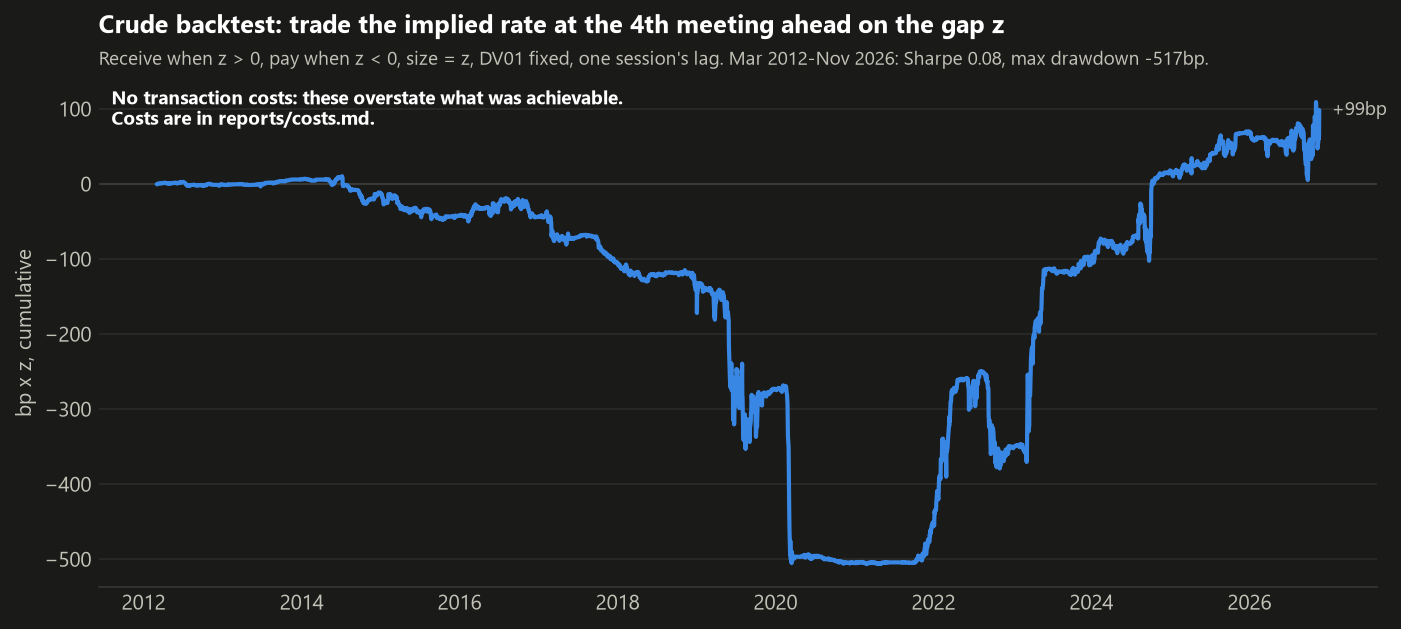 Crude backtest: trade the implied rate at the 4th meeting ahead on the gap z
Receive when z > 0, pay when z < 0, size = z, DV01 fixed, one session's lag. Mar 2012-Nov 2026: Sharpe 0.08, max drawdown -517bp.
No transaction costs: these overstate what was achievable.
Costs are in reports/costs.md.
+99bp
100
0
−100
−200
−300
−400
−500
bp x z, cumulative
2012
2014
2016
2018
2020
2022
2024
2026